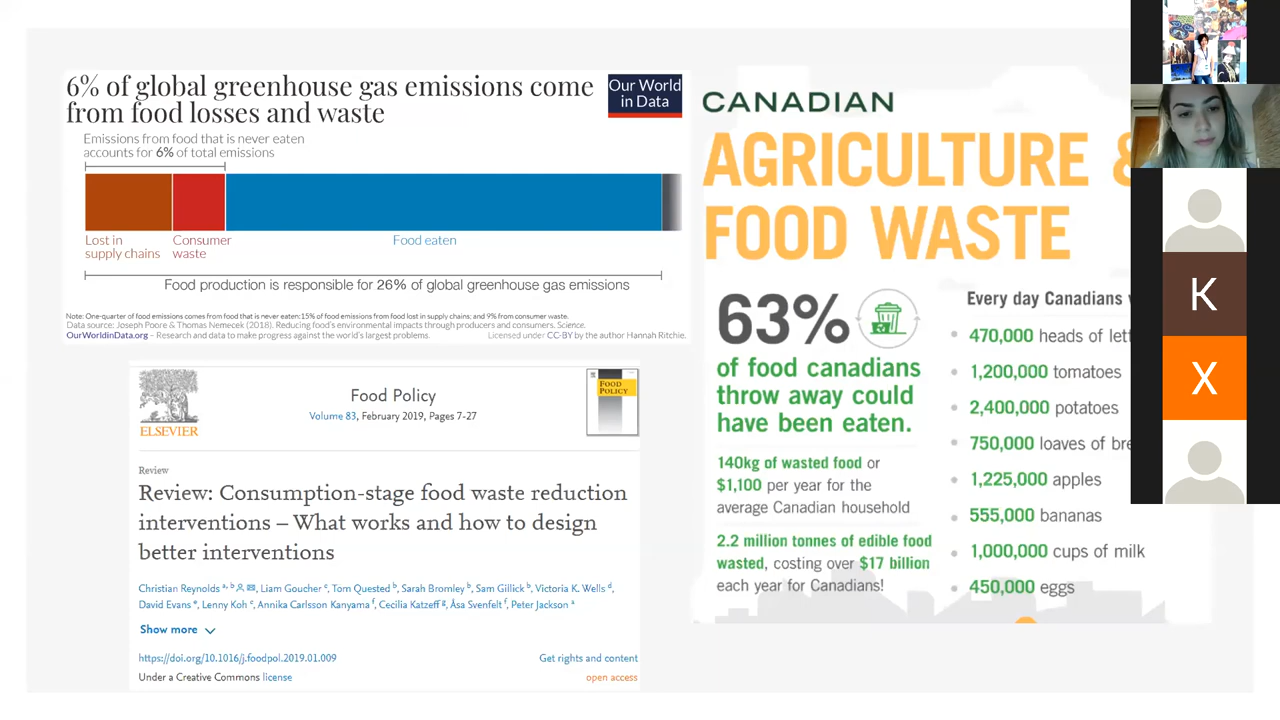 6% of global greenhouse gas emissions come
from food losses and waste
Our World
in Data
Emissions from food that is never eaten
accounts for 6% of total emissions
Lost in
supply chains
Consumer
waste
Food eaten
Food production is responsible for 26% of global greenhouse gas emissions
Note: One-quarter of food emissions comes from food that is never eaten:15% of food emissions from food lost in supply chains; and 9% from consumer waste.
Data source: Joseph Poore & Thomas Nemecek (2018). Reducing food's environmental impacts through producers and consumers. Science.
OurWorldinData.org – Research and data to make progress against the world's largest problems.
Licensed under CC-BY by the author Hannah Ritchie.
ELSEVIER
Food Policy
Volume 83, February 2019, Pages 7-27
FOOD
POLICY
Review
Review: Consumption-stage food waste reduction
interventions – What works and how to design
better interventions
Christian Reynolds a, b, Liam Goucher c, Tom Quested b, Sarah Bromley b, Sam Gillick b, Victoria K. Wells d,
David Evans e, Lenny Koh c, Annika Carlsson Kanyama f, Cecilia Katzeff g, Åsa Svenfelt f, Peter Jackson a
Show more
https://doi.org/10.1016/j.foodpol.2019.01.009
Get rights and content
Under a Creative Commons license
open access
CANADIAN
AGRICULTURE &
FOOD WASTE
63%
of food canadians
throw away could
have been eaten.
140kg of wasted food or
$1,100 per year for the
average Canadian household
2.2 million tonnes of edible food
wasted, costing over $17 billion
each year for Canadians!
Every day Canadians
470,000 heads of
1,200,000 tomatoes
2,400,000 potatoes
750,000 loaves of
1,225,000 apples
555,000 bananas
1,000,000 cups of milk
450,000 eggs
K
X